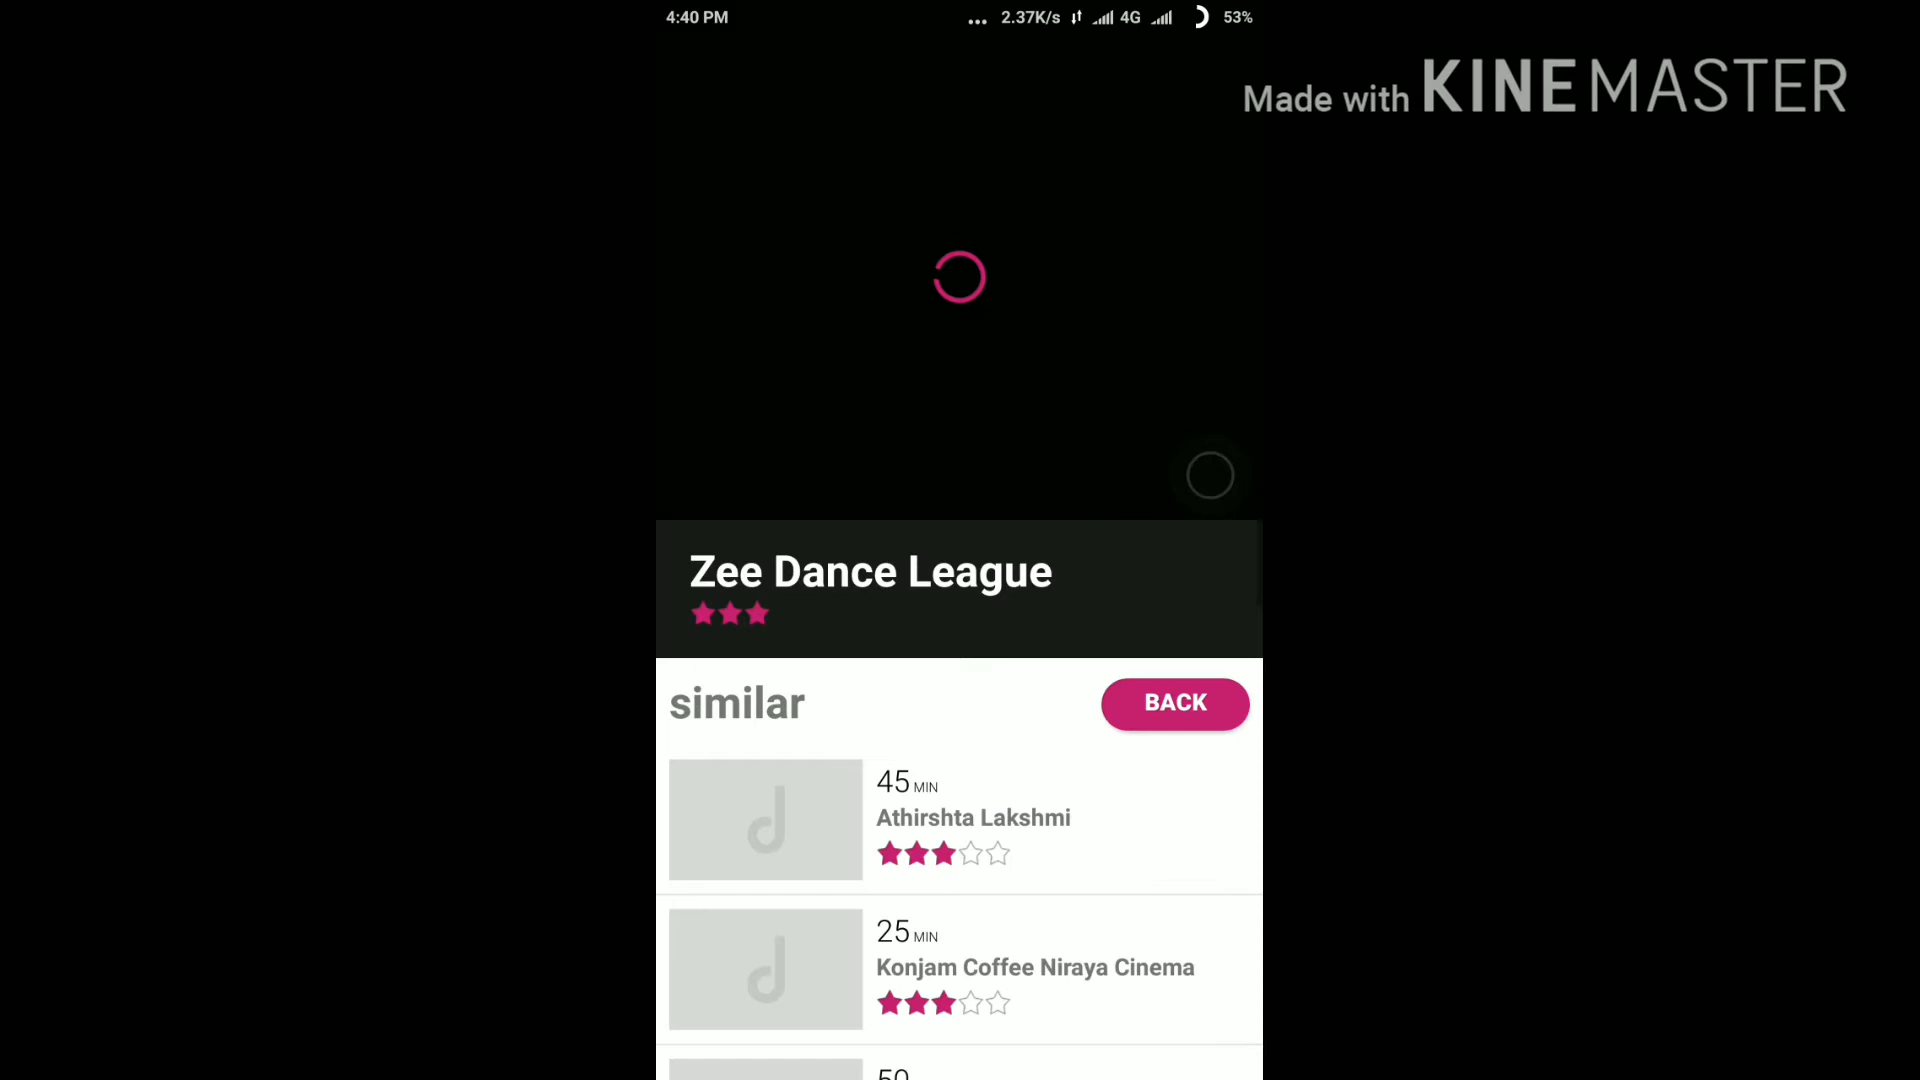 4:40 PM ... 2.37K/s 4G 53%
Made with KINEMASTER
Zee Dance League
similar
BACK
45 MIN
Athirshta Lakshmi
25 MIN
Konjam Coffee Niraya Cinema
50